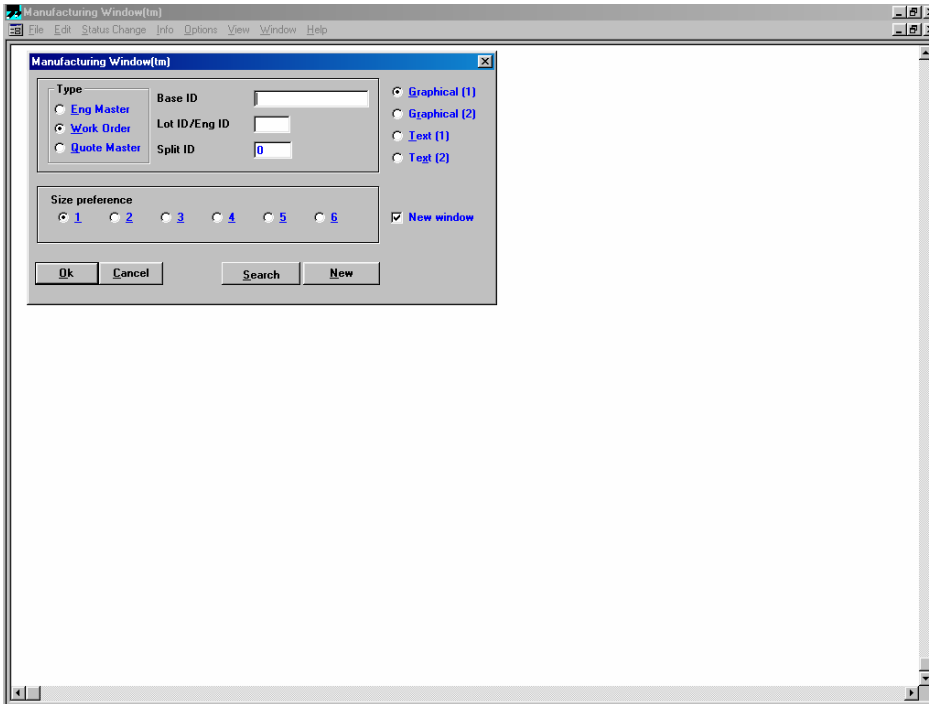 Manufacturing Window(tm)
File Edit Status Change Info Options View Window Help
Manufacturing Window(tm)
Type
Eng Master
Work Order
Quote Master
Base ID
Lot ID/Eng ID
Split ID 0
Graphical (1)
Graphical (2)
Text (1)
Text (2)
Size preference
1 2 3 4 5 6
New window
Ok Cancel Search New